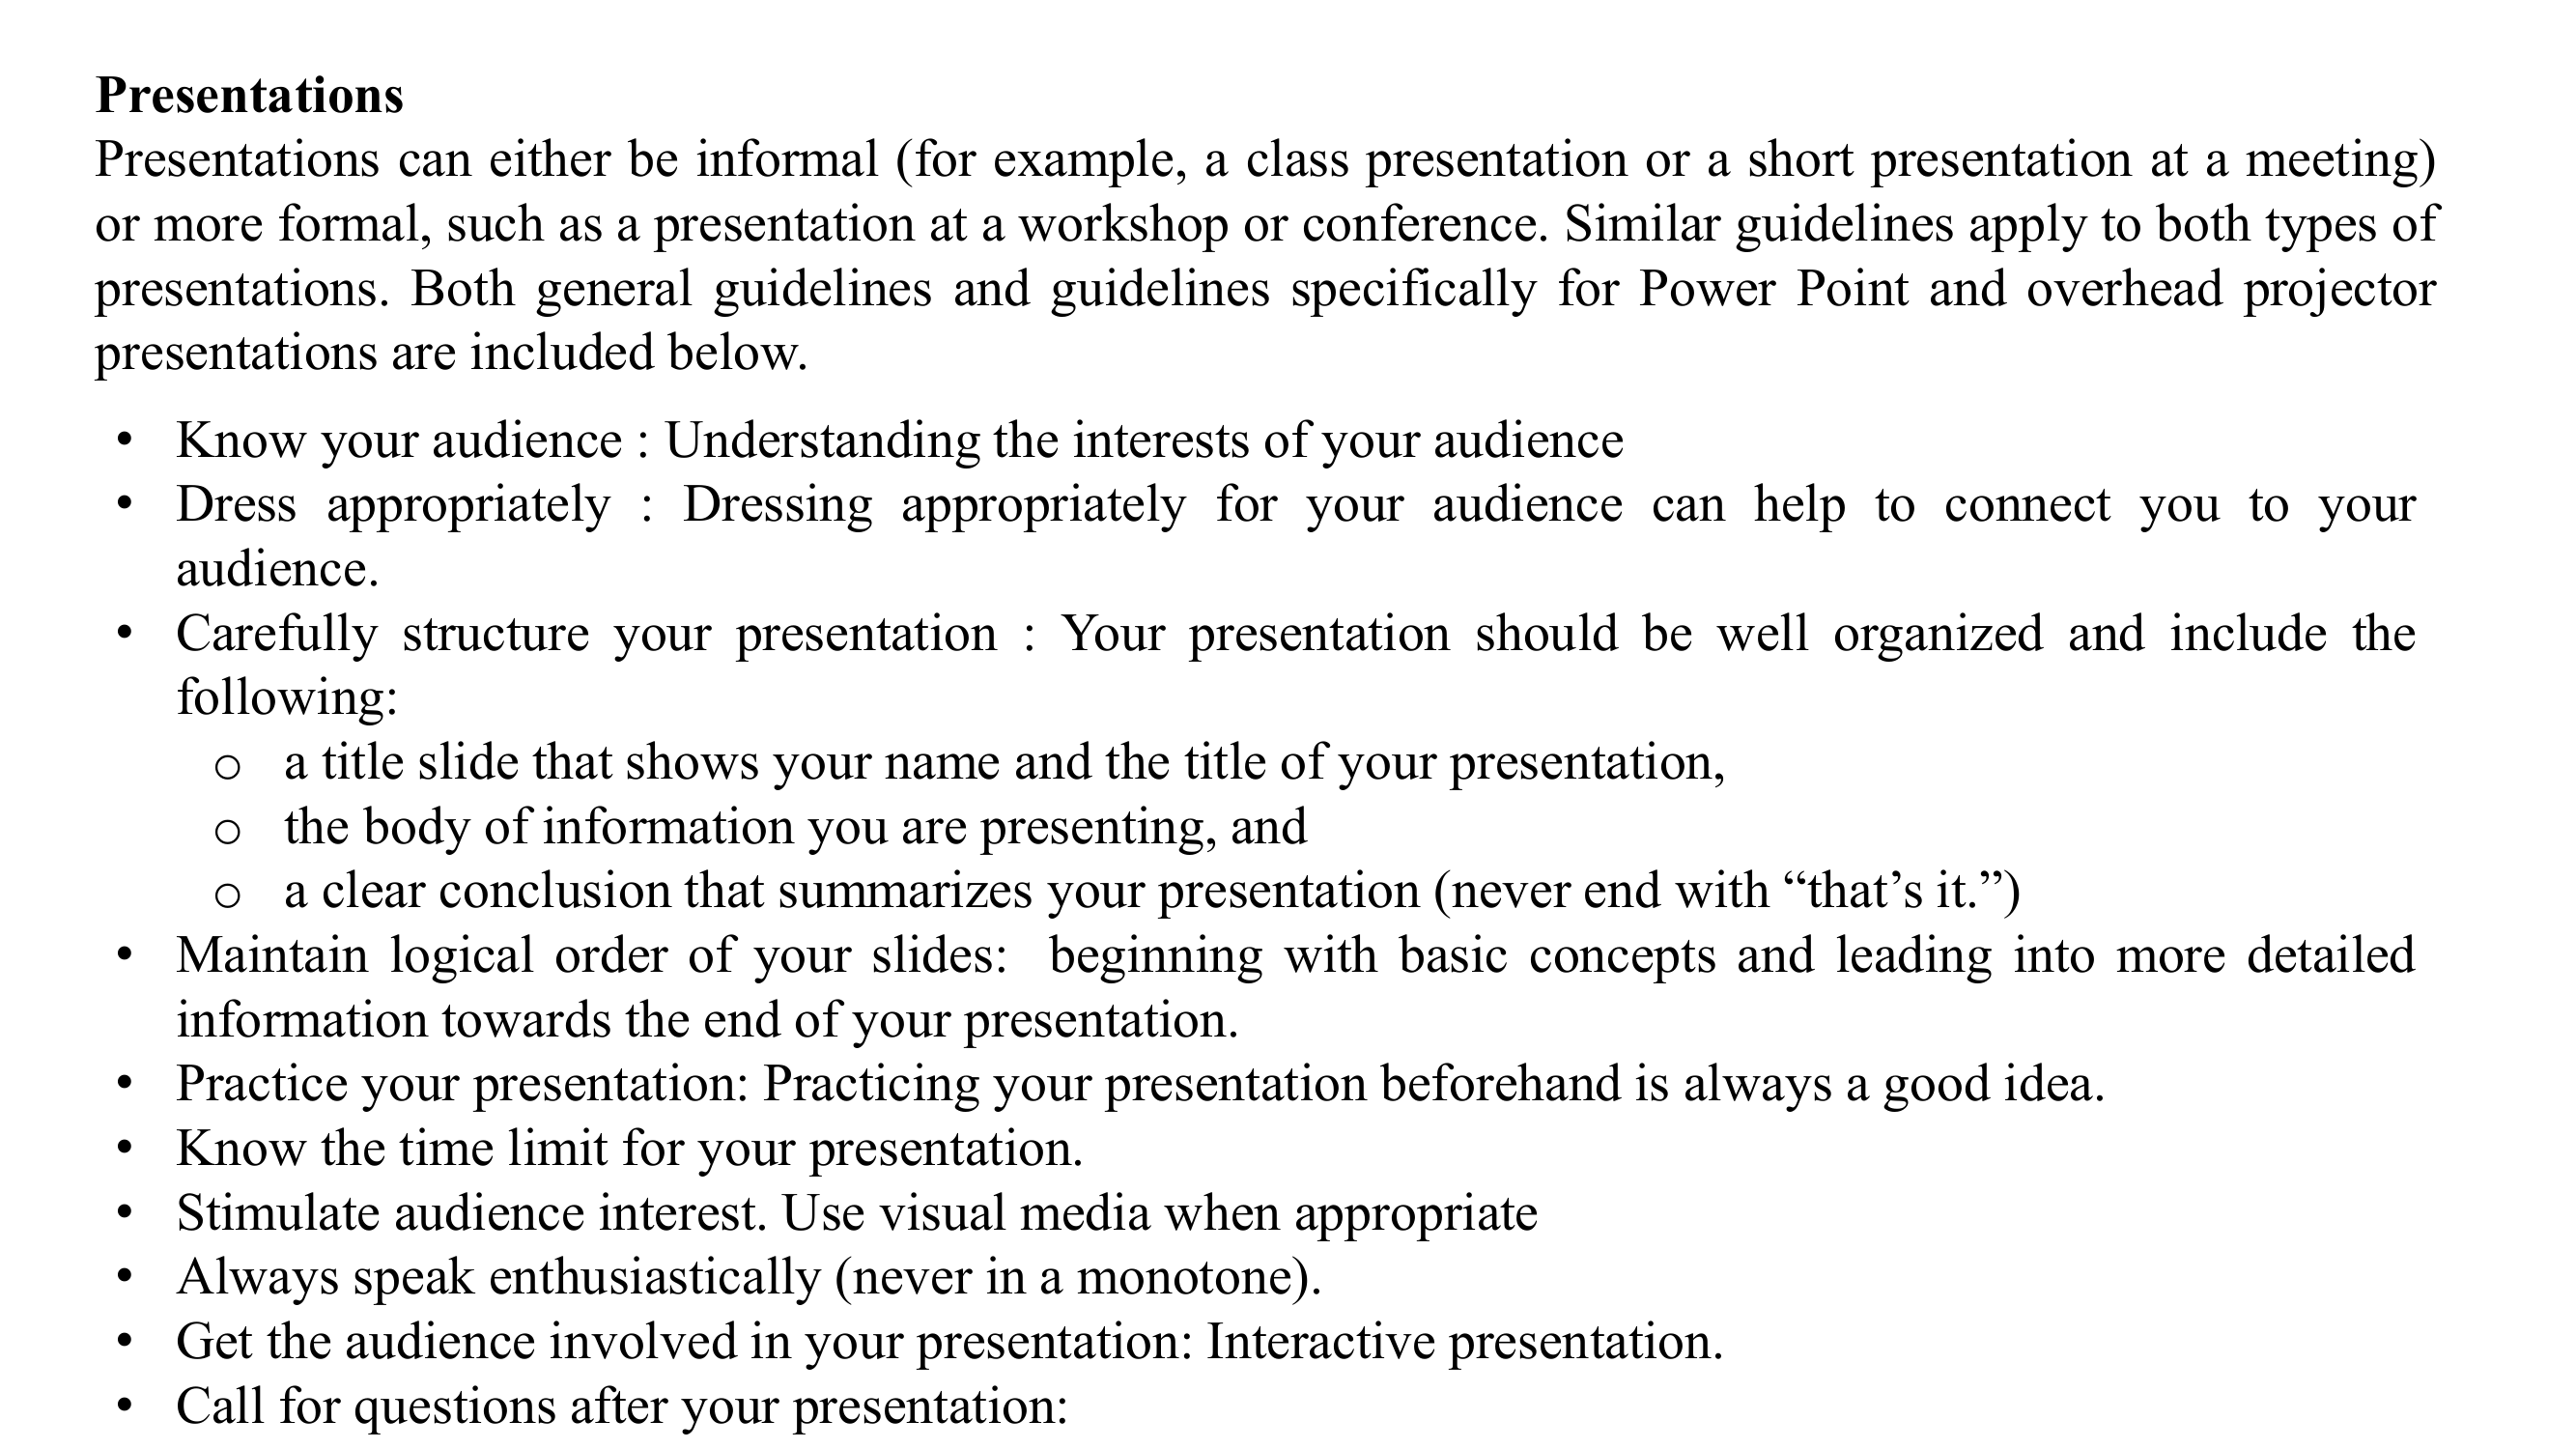 Presentations
Presentations can either be informal (for example, a class presentation or a short presentation at a meeting)
or more formal, such as a presentation at a workshop or conference. Similar guidelines apply to both types of
presentations. Both general guidelines and guidelines specifically for Power Point and overhead projector
presentations are included below.
• Know your audience : Understanding the interests of your audience
• Dress appropriately : Dressing appropriately for your audience can help to connect you to your
audience.
• Carefully structure your presentation : Your presentation should be well organized and include the
following:
o a title slide that shows your name and the title of your presentation,
o the body of information you are presenting, and
o a clear conclusion that summarizes your presentation (never end with “that’s it.”)
• Maintain logical order of your slides: beginning with basic concepts and leading into more detailed
information towards the end of your presentation.
• Practice your presentation: Practicing your presentation beforehand is always a good idea.
• Know the time limit for your presentation.
• Stimulate audience interest. Use visual media when appropriate
• Always speak enthusiastically (never in a monotone).
• Get the audience involved in your presentation: Interactive presentation.
• Call for questions after your presentation: